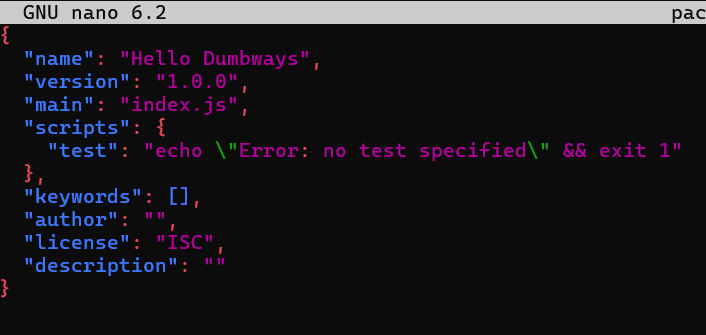 GNU nano 6.2 pac
{
  "name": "Hello Dumbways",
  "version": "1.0.0",
  "main": "index.js",
  "scripts": {
    "test": "echo \"Error: no test specified\" && exit 1"
  },
  "keywords": [],
  "author": "",
  "license": "ISC",
  "description": ""
}